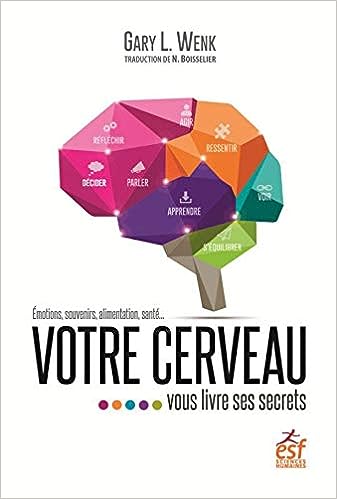 GARY L. WENK
TRADUCTION DE N. BOISSELIER
AGIR
RÉFLÉCHIR
RESSENTIR
DÉCIDER
PARLER
VOIR
APPRENDRE
S'ÉQUILIBRER
Émotions, souvenirs, alimentation, santé...
VOTRE CERVEAU
vous livre ses secrets
esf
SCIENCES
HUMAINES